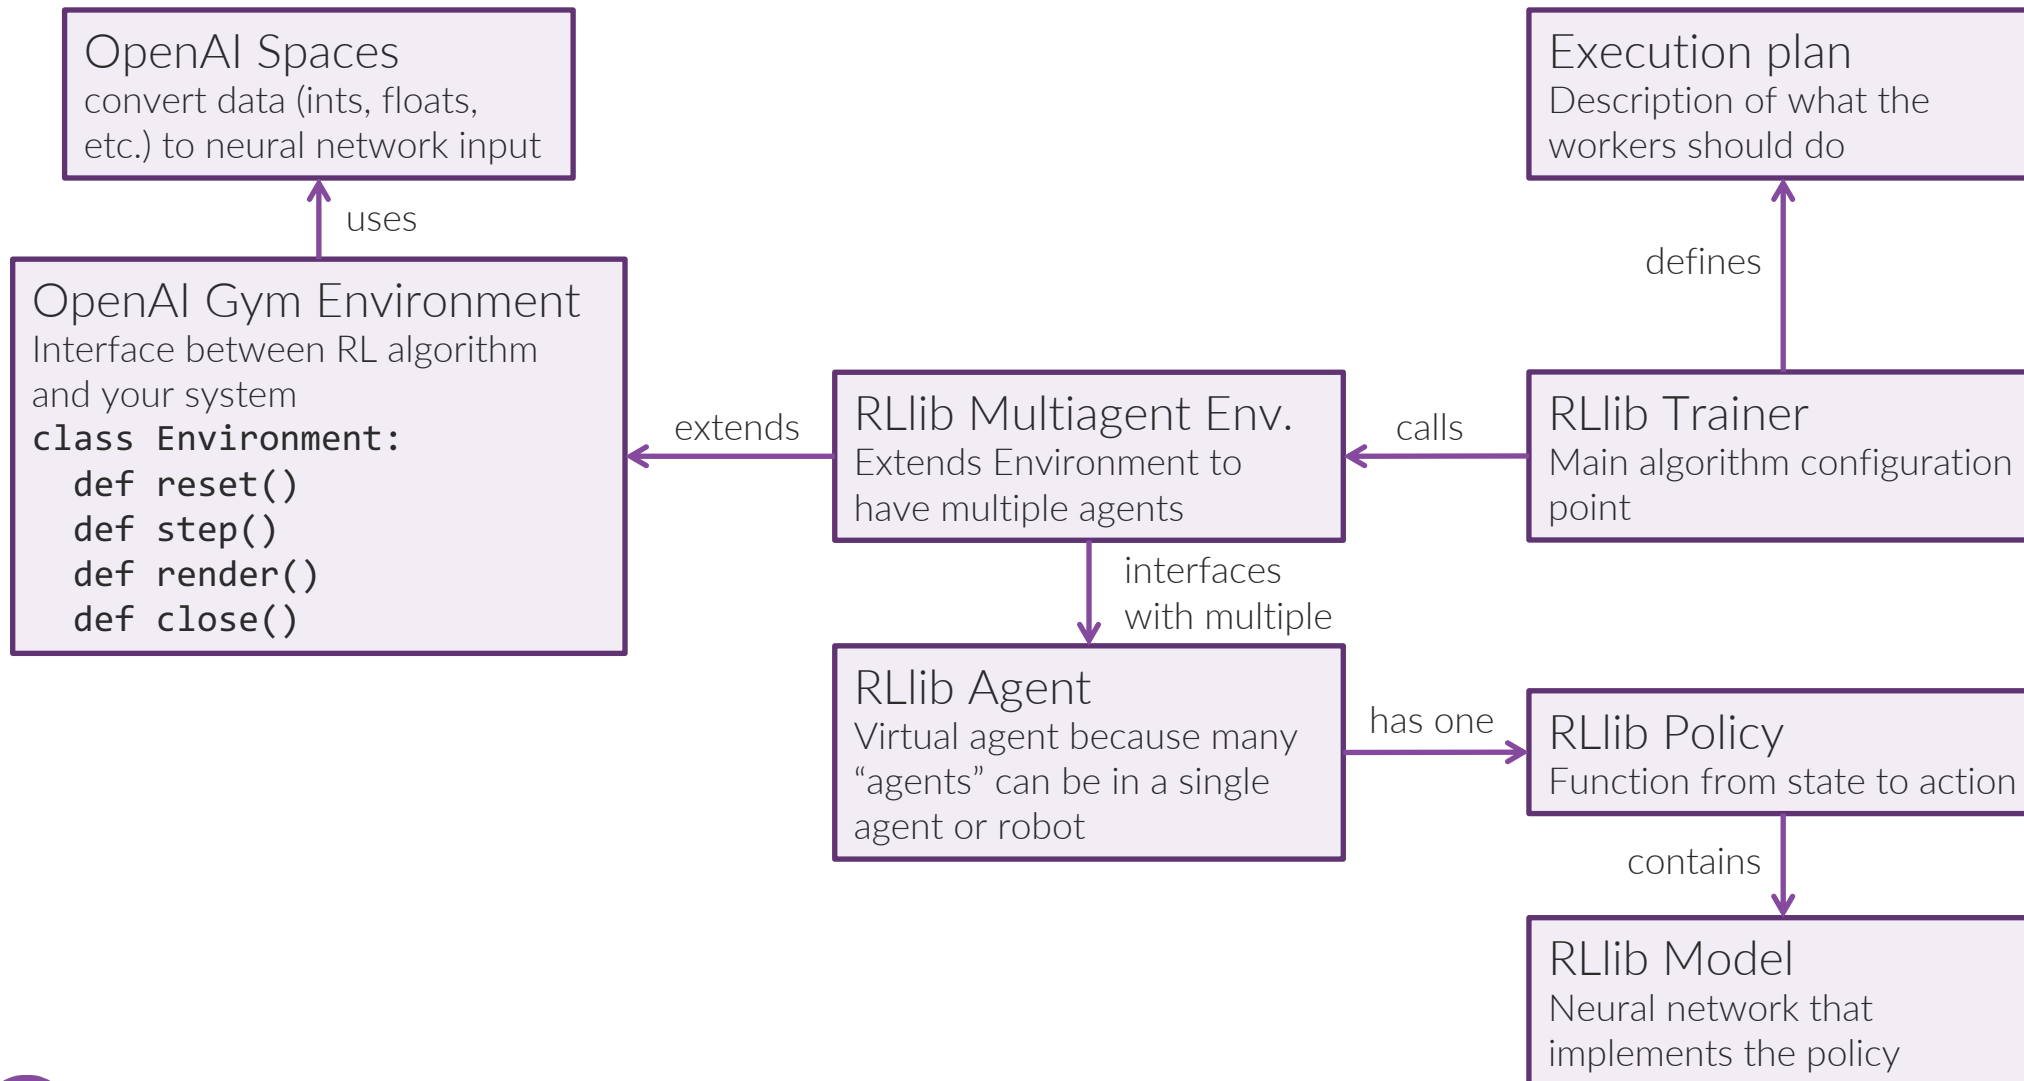 OpenAI Spaces
convert data (ints, floats,
etc.) to neural network input
uses
OpenAI Gym Environment
Interface between RL algorithm
and your system
class Environment:
  def reset()
  def step()
  def render()
  def close()
extends
RLlib Multiagent Env.
Extends Environment to
have multiple agents
calls
RLlib Trainer
Main algorithm configuration
point
defines
Execution plan
Description of what the
workers should do
interfaces
with multiple
RLlib Agent
Virtual agent because many
“agents” can be in a single
agent or robot
has one
RLlib Policy
Function from state to action
contains
RLlib Model
Neural network that
implements the policy